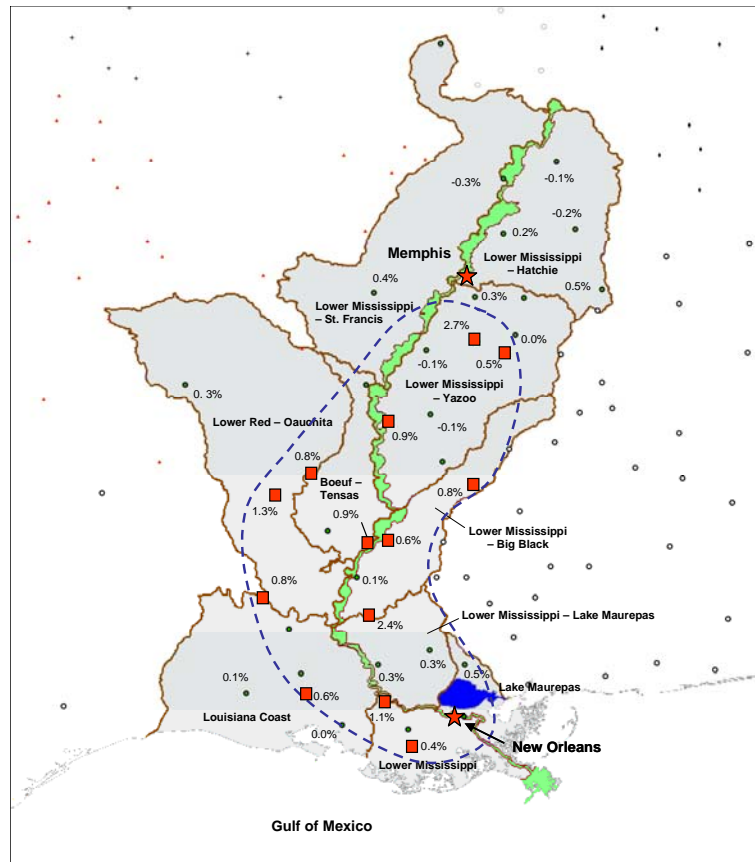 -0.3%
-0.1%
-0.2%
0.2%
Memphis
Lower Mississippi
– Hatchie
0.4%
0.3%
0.5%
Lower Mississippi
– St. Francis
2.7%
0.0%
-0.1%
0.5%
Lower Mississippi
– Yazoo
0. 3%
Lower Red – Oauchita
-0.1%
0.9%
0.8%
Boeuf –
Tensas
0.8%
1.3%
0.9%
Lower Mississippi
– Big Black
0.6%
0.8%
0.1%
2.4%
Lower Mississippi – Lake Maurepas
0.3%
0.3%
0.5%
0.1%
Lake Maurepas
0.6%
Louisiana Coast
1.1%
0.0%
0.4%
New Orleans
Lower Mississippi
Gulf of Mexico